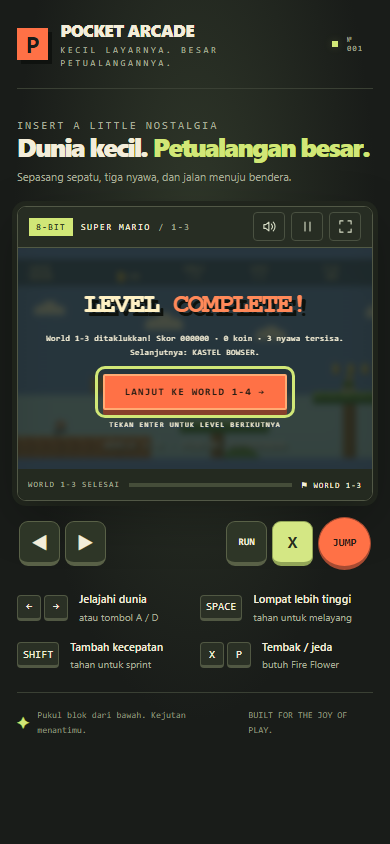 P
POCKET ARCADE
KECIL LAYARNYA. BESAR
PETUALANGANNYA.
№
001
INSERT A LITTLE NOSTALGIA
Dunia kecil. Petualangan besar.
Sepasang sepatu, tiga nyawa, dan jalan menuju bendera.
8-BIT SUPER MARIO / 1-3
LEVEL COMPLETE!
World 1-3 ditaklukkan! Skor 000000 · 0 koin · 3 nyawa tersisa.
Selanjutnya: KASTEL BOWSER.
LANJUT KE WORLD 1-4 →
TEKAN ENTER UNTUK LEVEL BERIKUTNYA
WORLD 1-3 SELESAI ⚑ WORLD 1-3
◀ ▶ RUN X JUMP
← → Jelajahi dunia
atau tombol A / D
SPACE Lompat lebih tinggi
tahan untuk melayang
SHIFT Tambah kecepatan
tahan untuk sprint
X P Tembak / jeda
butuh Fire Flower
✦ Pukul blok dari bawah. Kejutan
menantimu.
BUILT FOR THE JOY OF
PLAY.